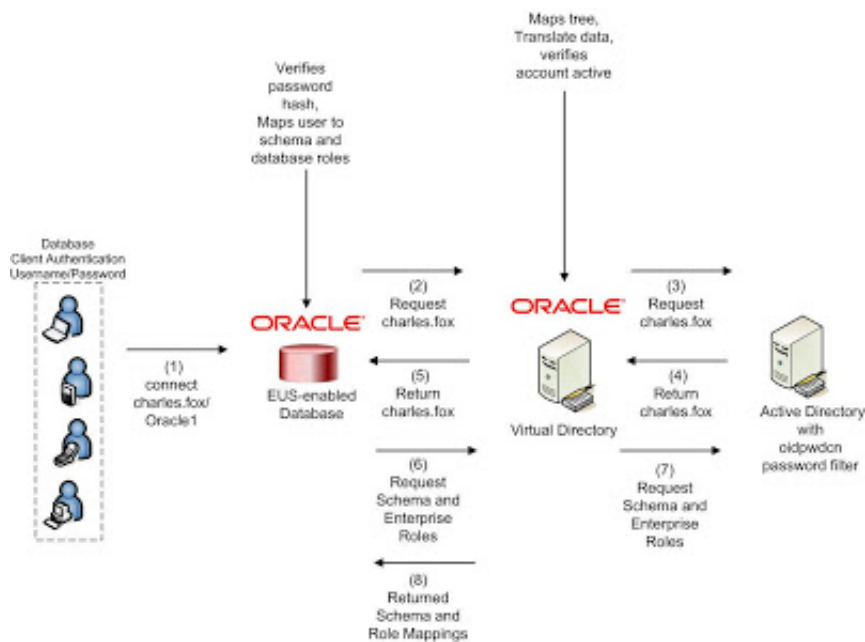 Maps tree,
Translate data,
verifies
account active
Verifies
password
hash,
Maps user to
schema and
database roles
Database
Client Authentication
Username/Password
(1)
connect
charles.fox/
Oracle1
ORACLE
EUS-enabled
Database
(2)
Request
charles.fox
(5)
Return
charles.fox
(6)
Request
Schema and
Enterprise
Roles
(8)
Returned
Schema and
Role Mappings
ORACLE
Virtual Directory
(3)
Request
charles.fox
(4)
Return
charles.fox
(7)
Request
Schema and
Enterprise
Roles
Active Directory
with
oidpwdcn
password filter